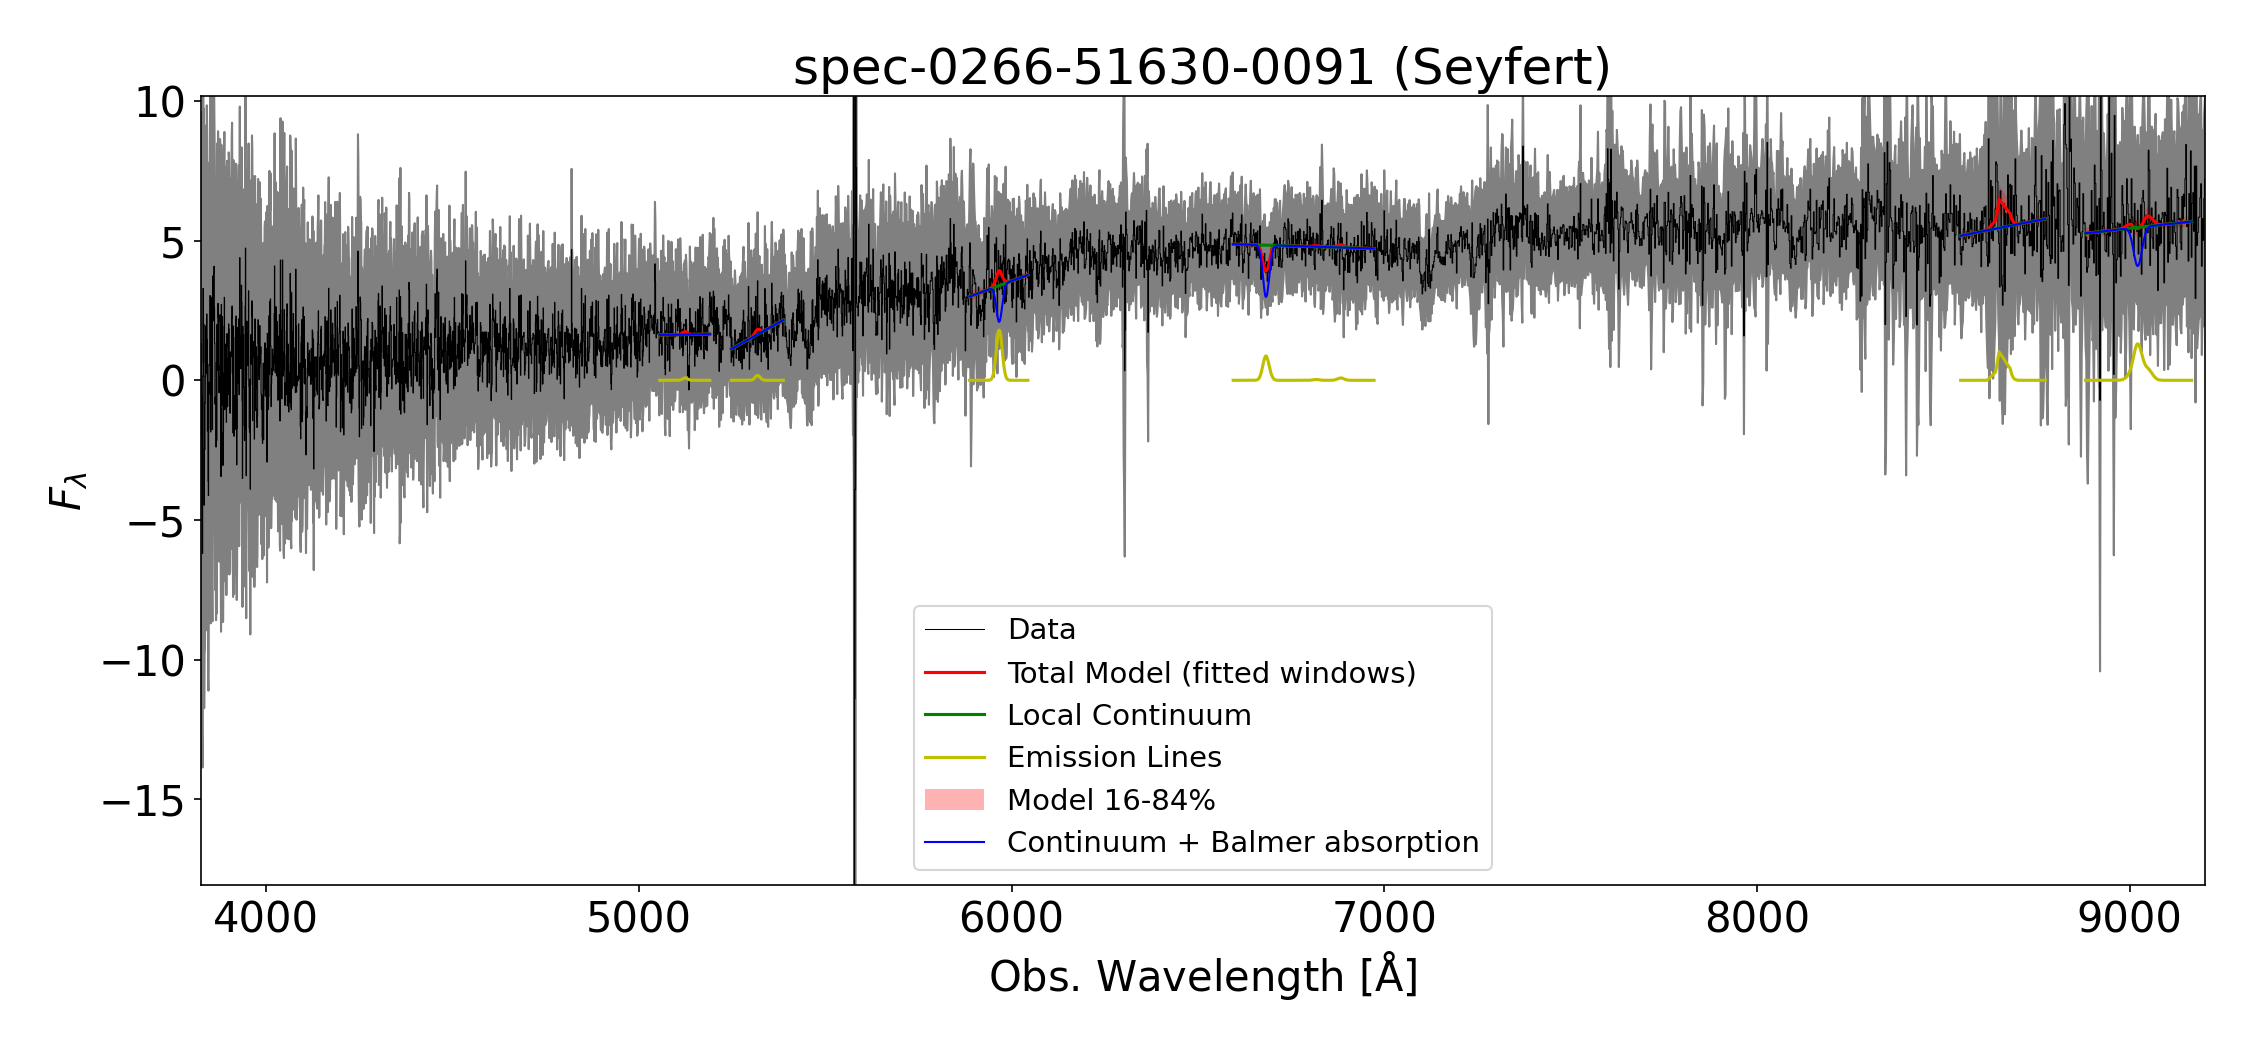 spec-0266-51630-0091 (Seyfert)
10
5
0
−5
−10
−15
F_λ
Data
Total Model (fitted windows)
Local Continuum
Emission Lines
Model 16-84%
Continuum + Balmer absorption
4000 5000 6000 7000 8000 9000
Obs. Wavelength [Å]